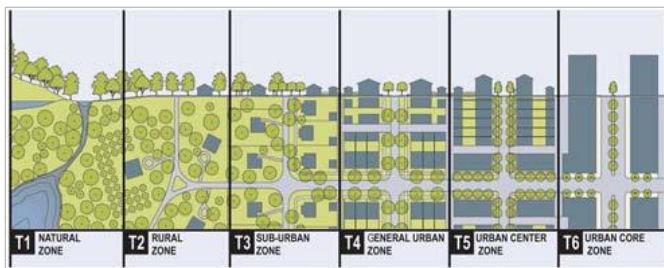 T1 NATURAL
ZONE
T2 RURAL
ZONE
T3 SUB-URBAN
ZONE
T4 GENERAL URBAN
ZONE
T5 URBAN CENTER
ZONE
T6 URBAN CORE
ZONE